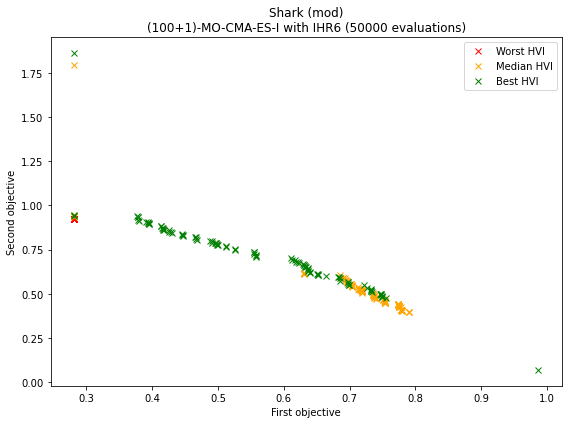 Shark (mod)
(100+1)-MO-CMA-ES-I with IHR6 (50000 evaluations)
Worst HVI
Median HVI
Best HVI
1.75
1.50
1.25
1.00
0.75
0.50
0.25
0.00
Second objective
0.3 0.4 0.5 0.6 0.7 0.8 0.9 1.0
First objective